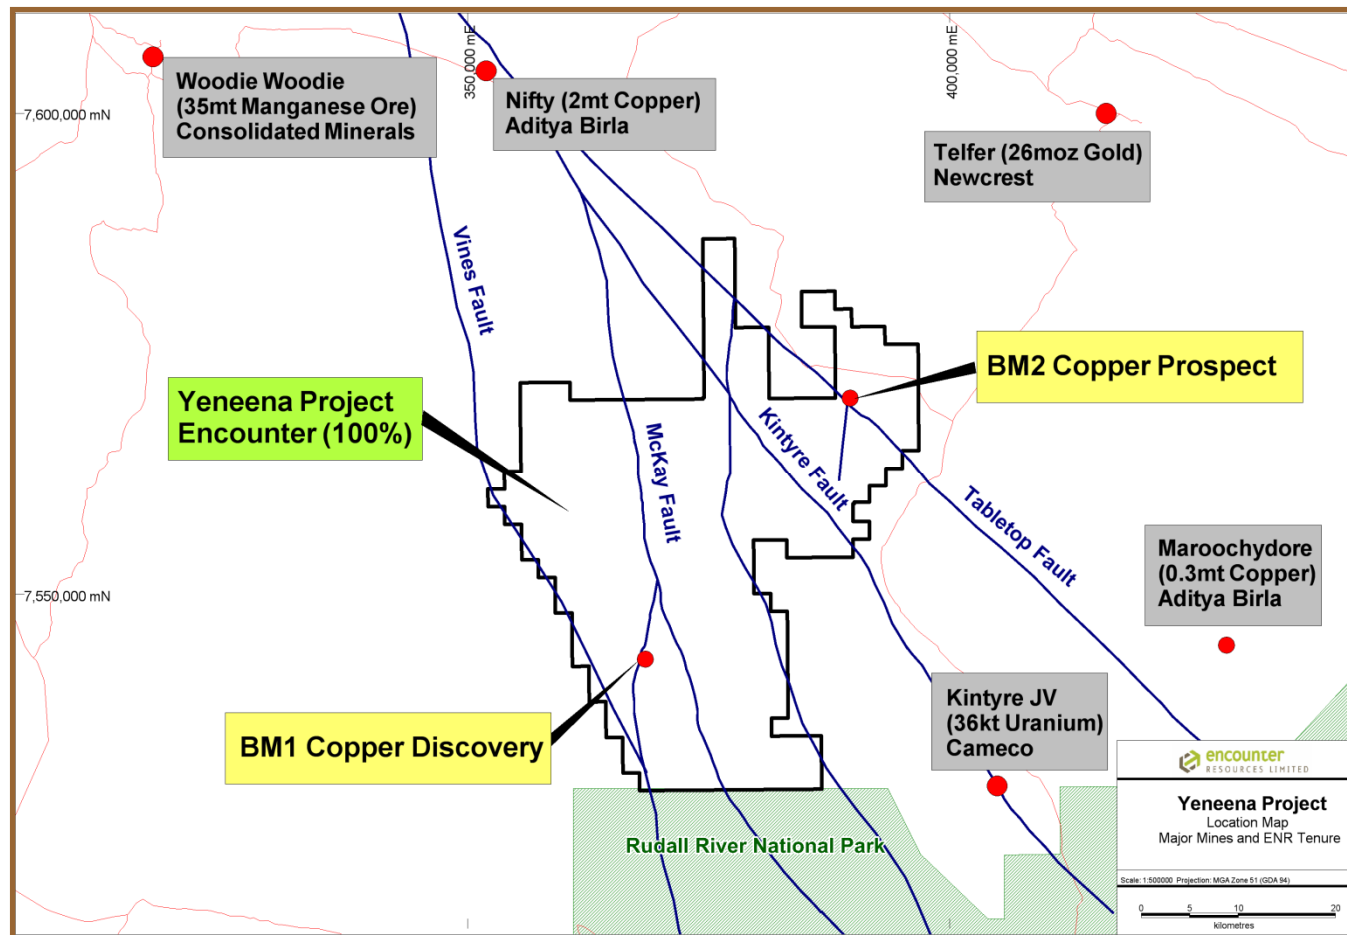 350,000 mE
400,000 mE
7,600,000 mN
7,550,000 mN
Woodie Woodie
(35mt Manganese Ore)
Consolidated Minerals
Nifty (2mt Copper)
Aditya Birla
Telfer (26moz Gold)
Newcrest
Vines Fault
BM2 Copper Prospect
Yeneena Project
Encounter (100%)
McKay Fault
Kintyre Fault
Tabletop Fault
Maroochydore
(0.3mt Copper)
Aditya Birla
BM1 Copper Discovery
Kintyre JV
(36kt Uranium)
Cameco
Rudall River National Park
encounter
RESOURCES LIMITED
Yeneena Project
Location Map
Major Mines and ENR Tenure
Scale: 1:500000 Projection: MGA Zone 51 (GDA 94)
0 5 10 20
kilometres